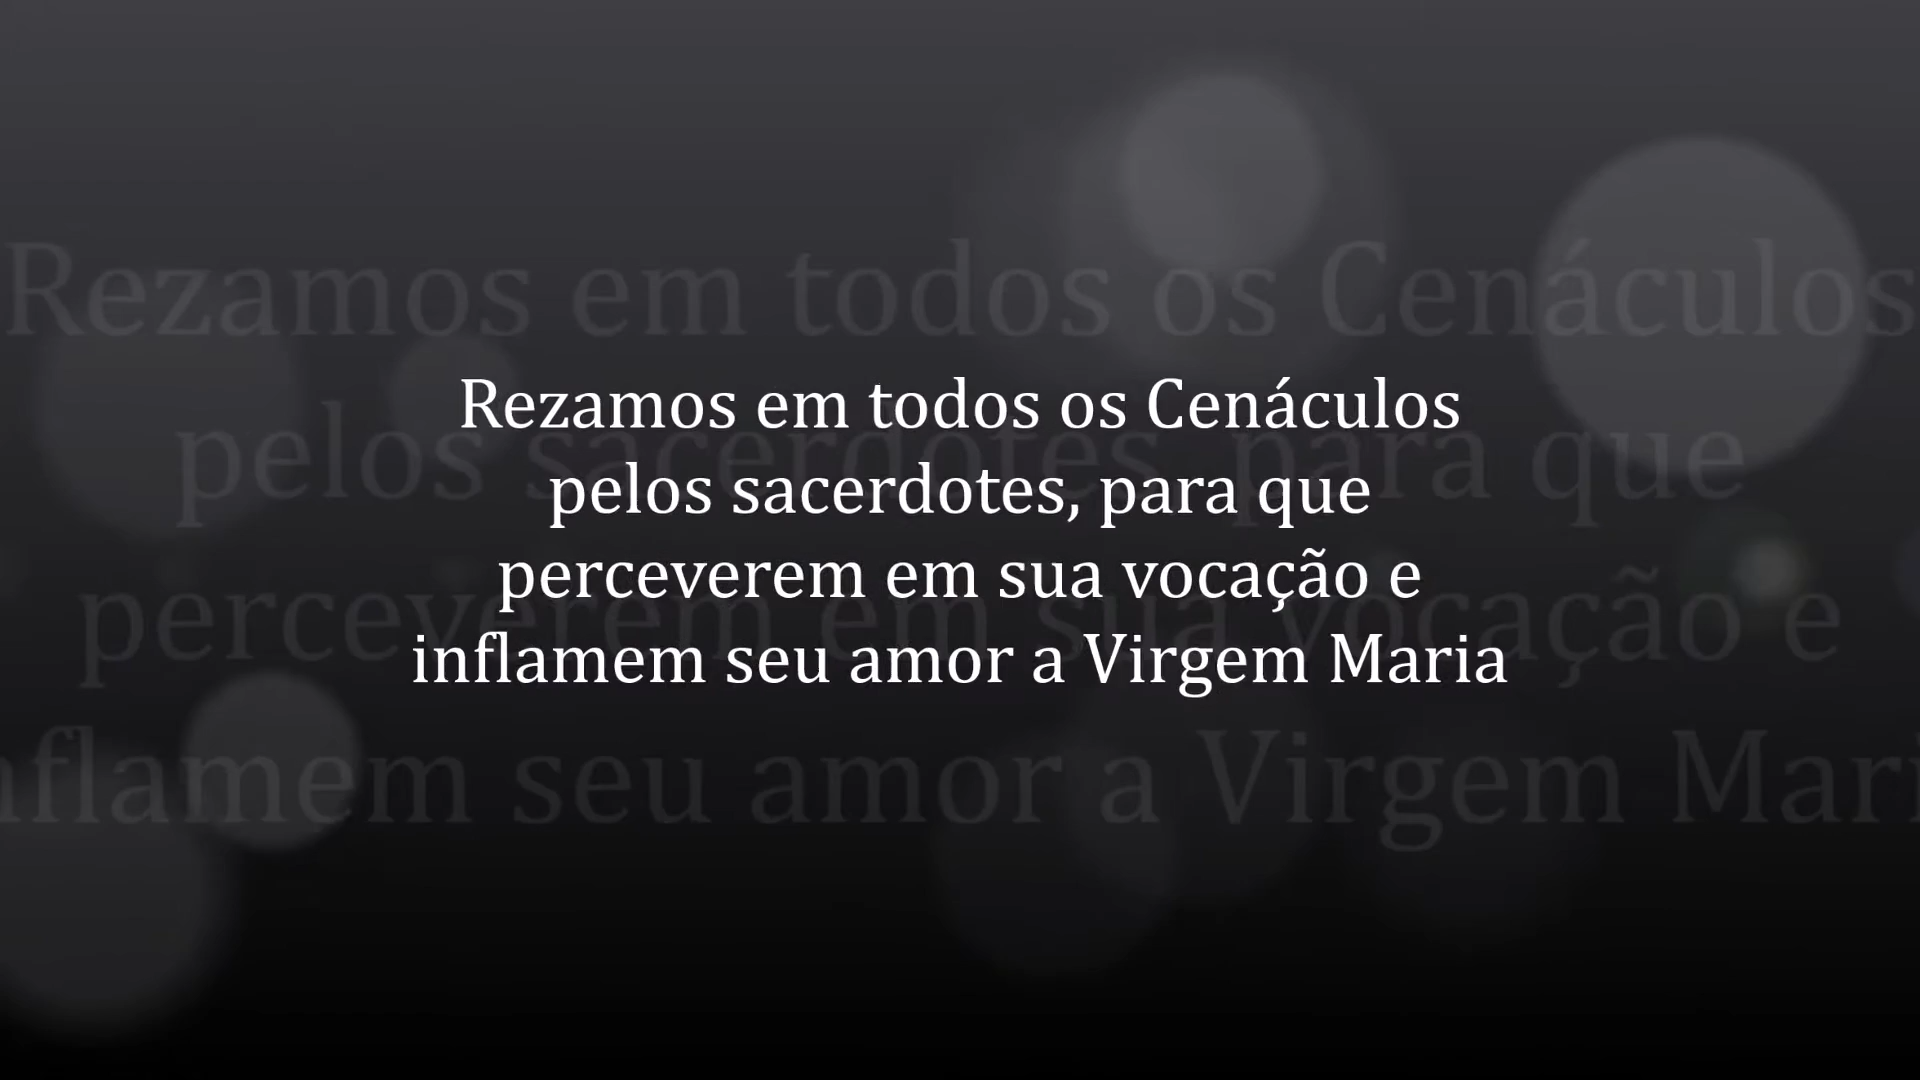 Rezamos em todos os Cenáculos
pelos sacerdotes, para que
perceverem em sua vocação e
inflamem seu amor a Virgem Maria